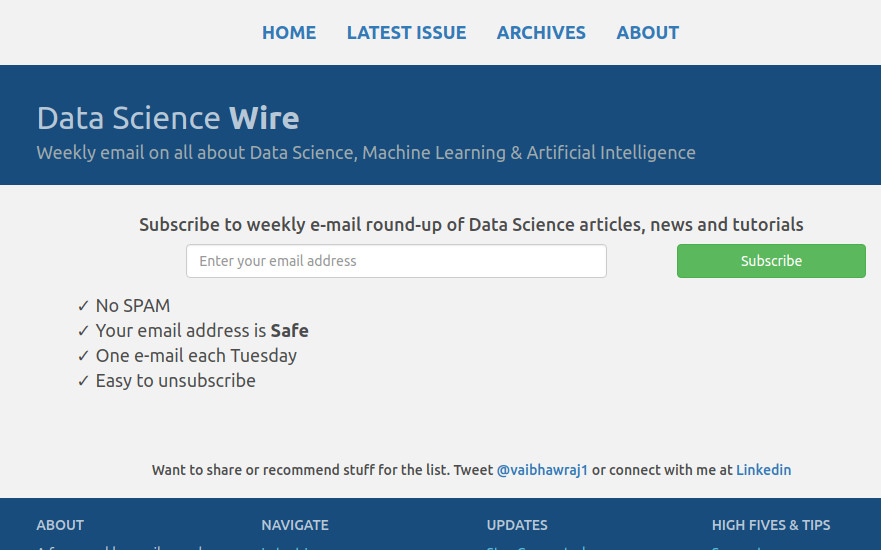 HOME LATEST ISSUE ARCHIVES ABOUT
Data Science Wire
Weekly email on all about Data Science, Machine Learning & Artificial Intelligence
Subscribe to weekly e-mail round-up of Data Science articles, news and tutorials
Enter your email address Subscribe
✓ No SPAM
✓ Your email address is Safe
✓ One e-mail each Tuesday
✓ Easy to unsubscribe
Want to share or recommend stuff for the list. Tweet @vaibhawraj1 or connect with me at Linkedin
ABOUT NAVIGATE UPDATES HIGH FIVES & TIPS